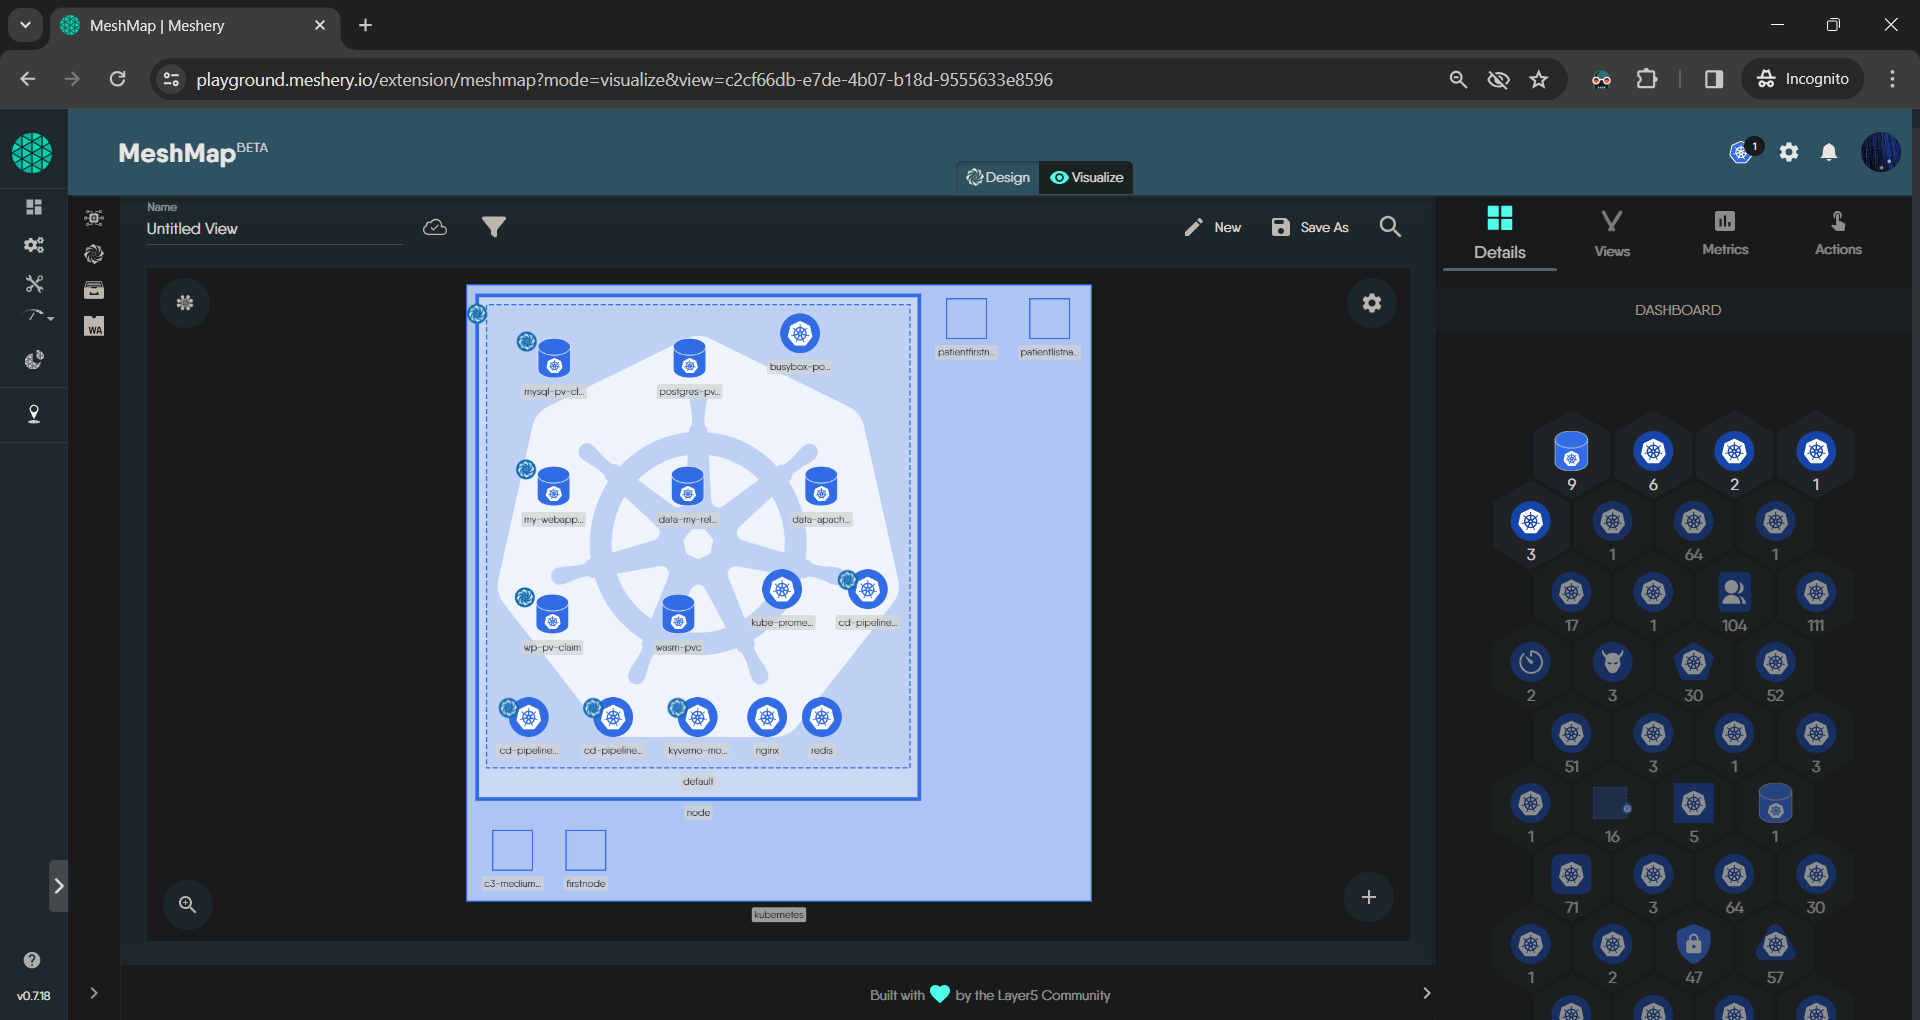 MeshMap | Meshery
playground.meshery.io/extension/meshmap?mode=visualize&view=c2cf66db-e7de-4b07-b18d-9555633e8596
Incognito
MeshMap BETA
1
Design
Visualize
Name
Untitled View
New
Save As
Details
Views
Metrics
Actions
DASHBOARD
WA
mysql-pv-cl...
postgres-pv...
busybox-po...
patientfirstn...
patientlistna...
my-webapp...
data-my-rel...
data-apach...
wp-pv-claim
wasm-pvc
kube-prome...
cd-pipeline...
cd-pipeline...
cd-pipeline...
kyverno-mo...
nginx
redis
default
node
c3-medium...
firstnode
kubernetes
9 6 2 1
3 1 64 1
17 1 104 111
2 3 30 52
51 3 1 3
1 16 5 1
71 3 64 30
1 2 47 57
v0.7.18
Built with by the Layer5 Community